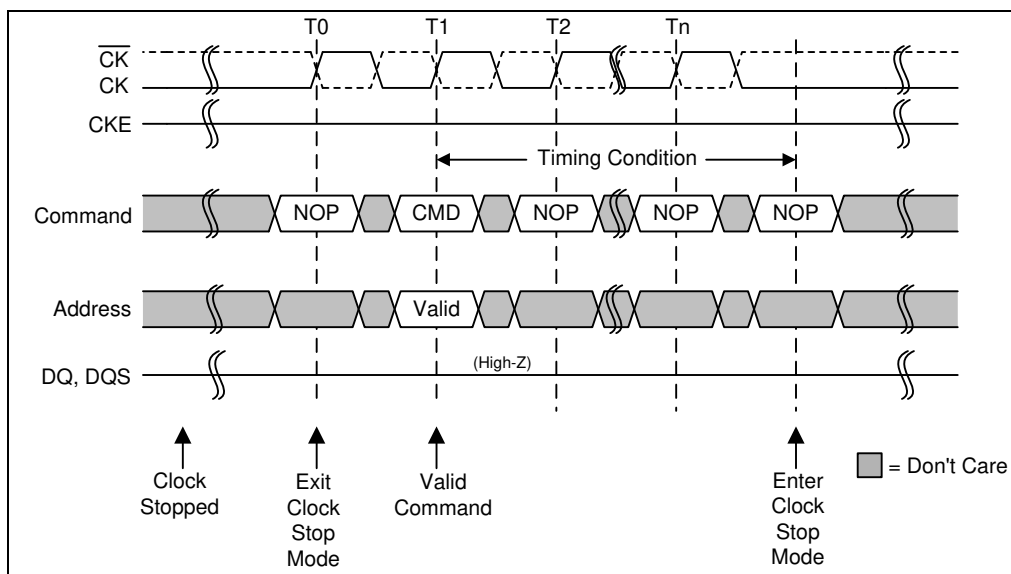 T0 T1 T2 Tn
CK
CK
CKE
Timing Condition
Command NOP CMD NOP NOP NOP
Address Valid
(High-Z)
DQ, DQS
= Don't Care
Clock
Stopped
Exit
Clock
Stop
Mode
Valid
Command
Enter
Clock
Stop
Mode